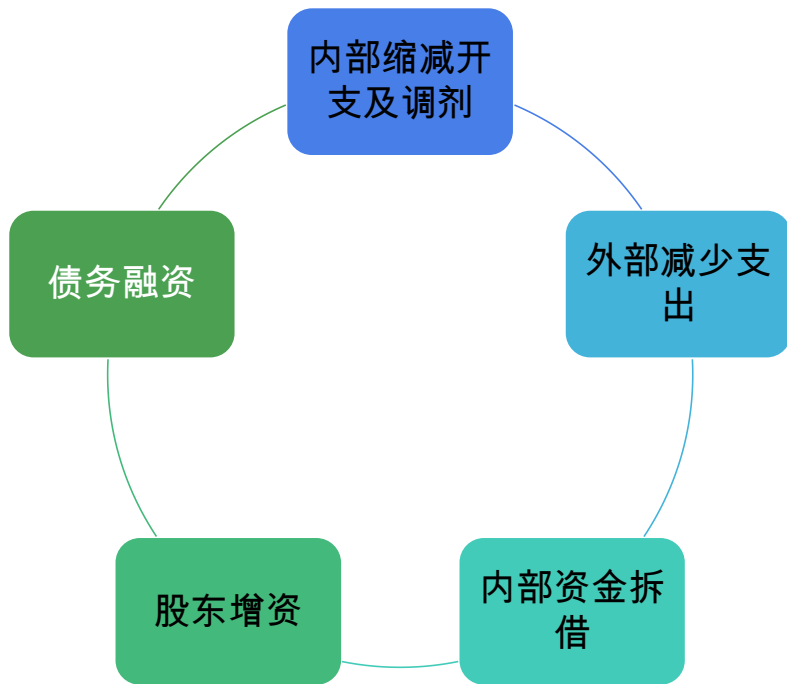 内部缩减开
支及调剂
外部减少支
出
内部资金拆
借
股东增资
债务融资